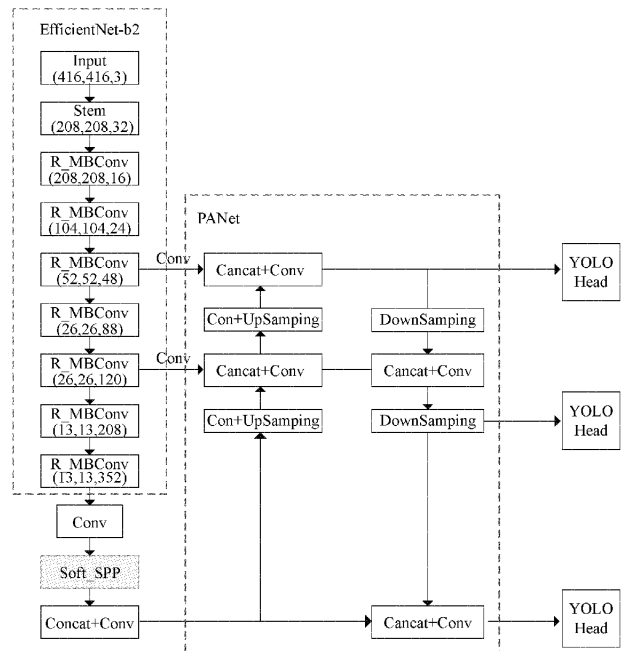 EfficientNet-b2
Input
(416,416,3)
Stem
(208,208,32)
R_MBConv
(208,208,16)
R_MBConv
(104,104,24)
R_MBConv
(52,52,48)
R_MBConv
(26,26,88)
R_MBConv
(26,26,120)
R_MBConv
(13,13,208)
R_MBConv
(13,13,352)
Conv
Soft_SPP
Concat+Conv
Conv
Conv
PANet
Cancat+Conv
Con+UpSamping
DownSamping
Cancat+Conv
Cancat+Conv
Con+UpSamping
DownSamping
Cancat+Conv
YOLO
Head
YOLO
Head
YOLO
Head